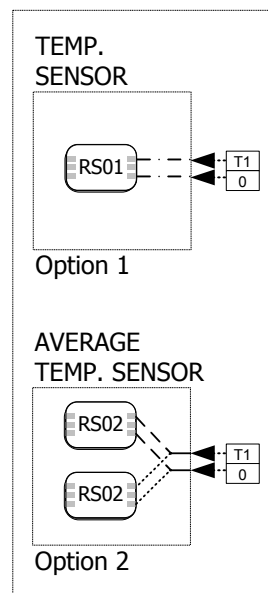 TEMP.
SENSOR
RS01
T1
0
Option 1
AVERAGE
TEMP. SENSOR
RS02
T1
0
RS02
Option 2